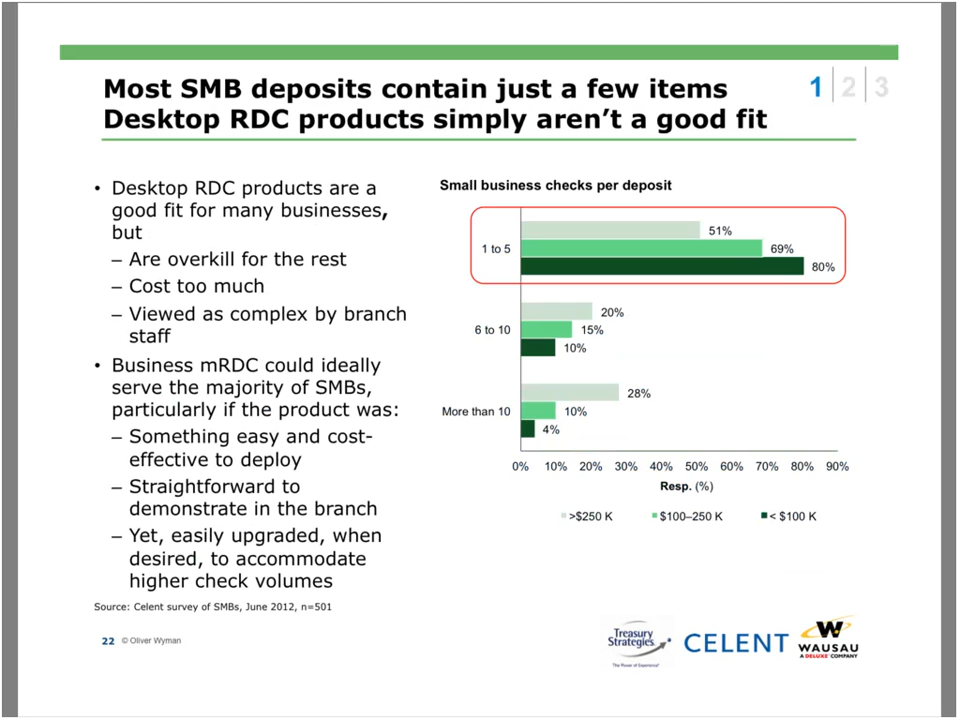 Most SMB deposits contain just a few items
Desktop RDC products simply aren’t a good fit
1 2 3
• Desktop RDC products are a
good fit for many businesses,
but
– Are overkill for the rest
– Cost too much
– Viewed as complex by branch
staff
• Business mRDC could ideally
serve the majority of SMBs,
particularly if the product was:
– Something easy and cost-
effective to deploy
– Straightforward to
demonstrate in the branch
– Yet, easily upgraded, when
desired, to accommodate
higher check volumes
Small business checks per deposit
51%
1 to 5 69%
80%
20%
6 to 10 15%
10%
28%
More than 10 10%
4%
0% 10% 20% 30% 40% 50% 60% 70% 80% 90%
Resp. (%)
>$250 K $100–250 K < $100 K
Source: Celent survey of SMBs, June 2012, n=501
22 © Oliver Wyman
Treasury
Strategies
The Power of Experience
CELENT
W
WAUSAU
A DELUXE COMPANY